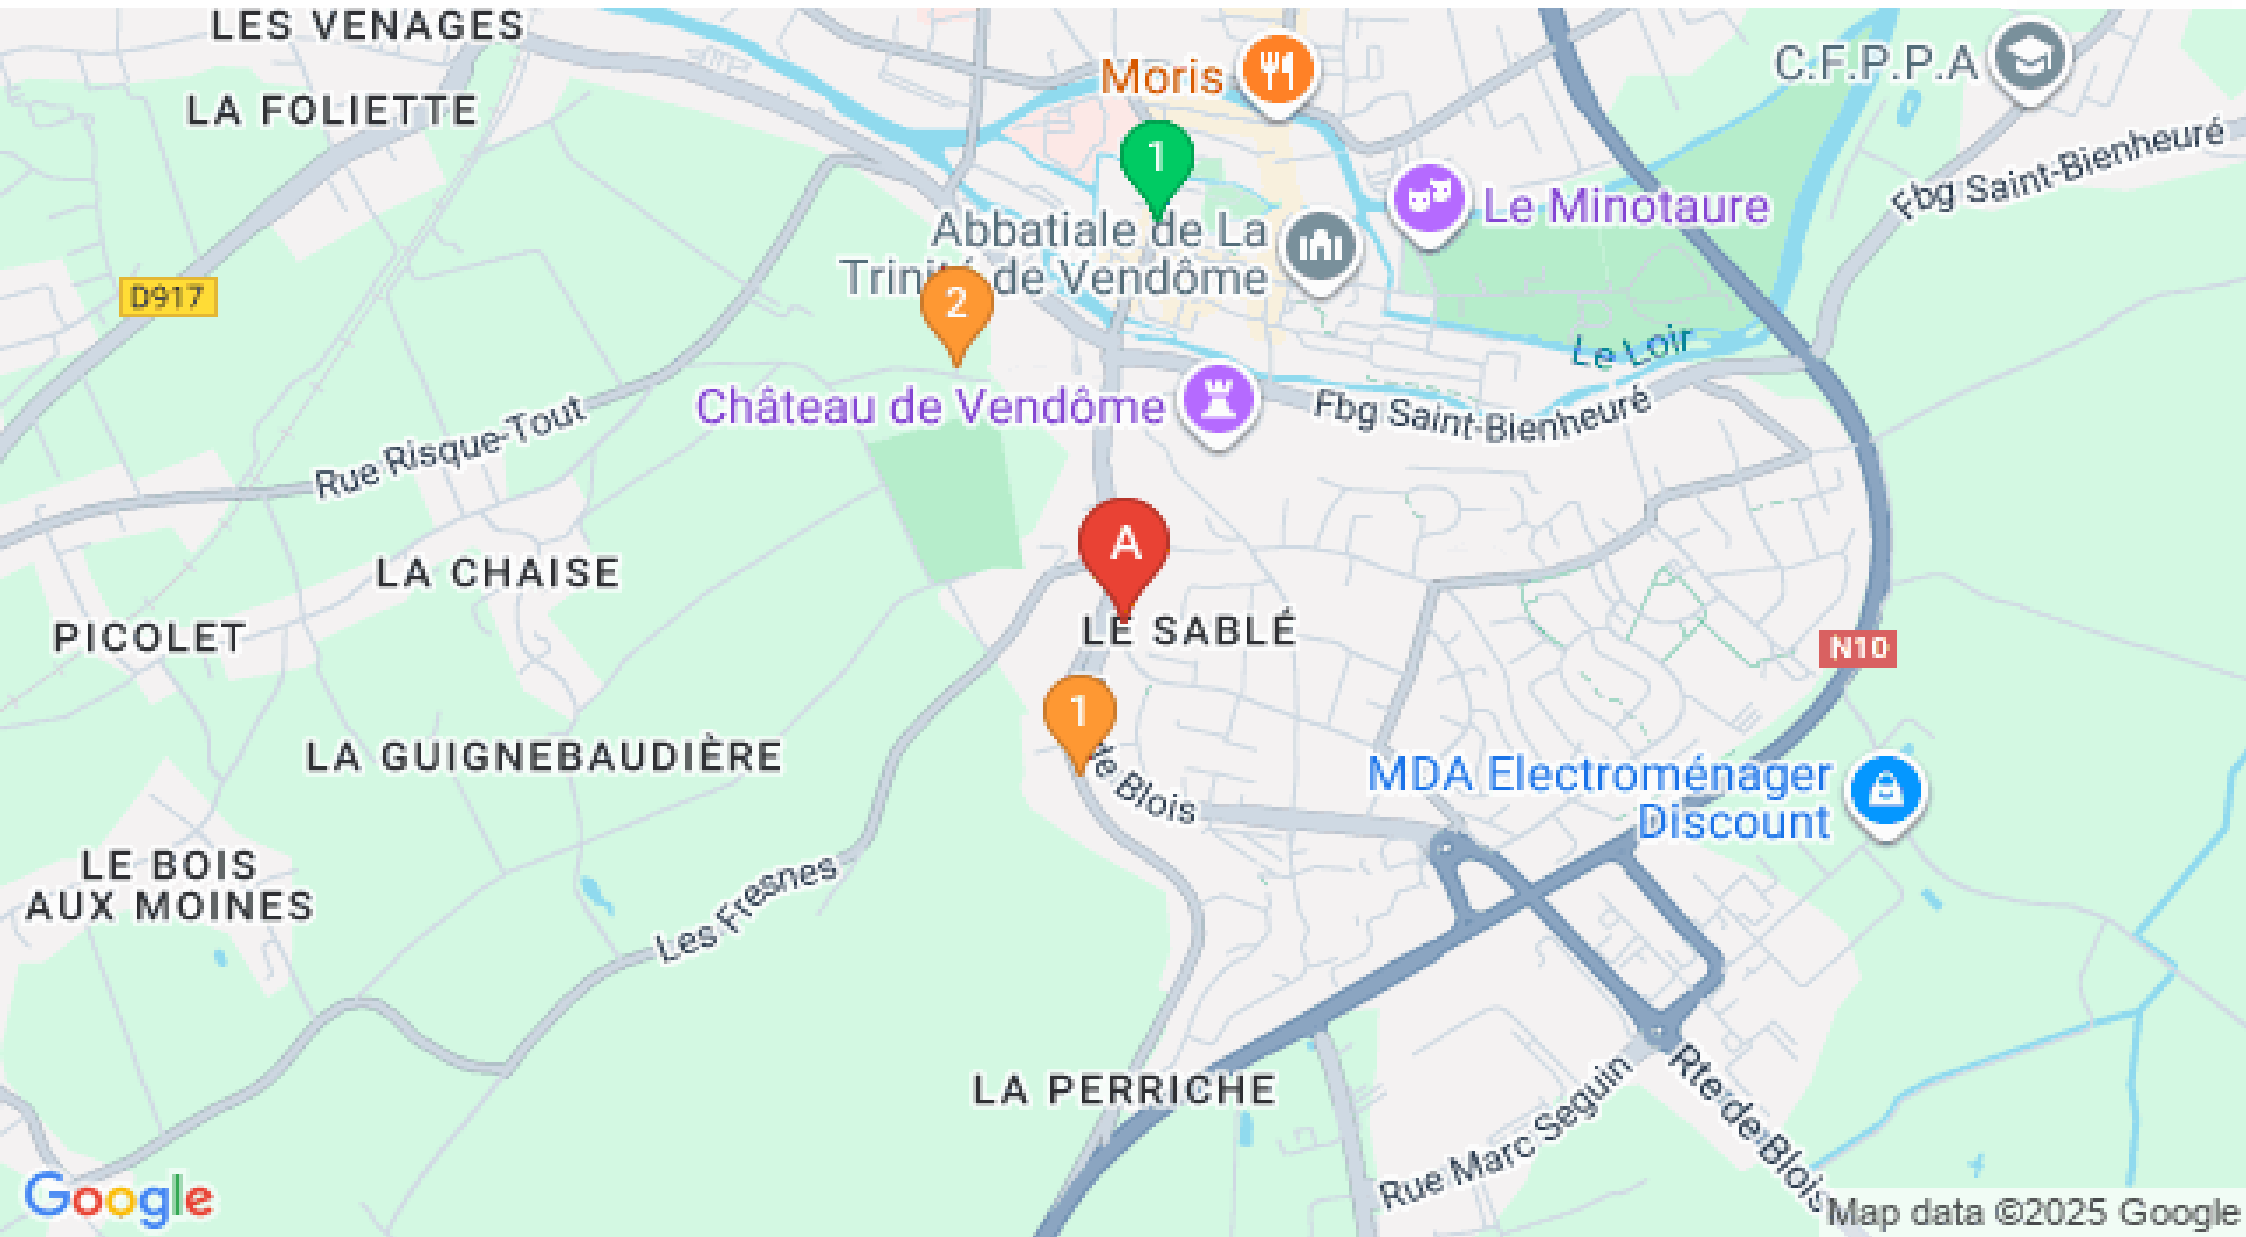 LES VENAGES
Moris
C.F.P.P.A
LA FOLIETTE
Fbg Saint-Bienheuré
1
Le Minotaure
Abbatiale de La
Trinité de Vendôme
D917
2
Le Loir
Château de Vendôme
Fbg Saint-Bienheuré
Rue Risque-Tout
A
LA CHAISE
PICOLET
LE SABLÉ
N10
1
LA GUIGNEBAUDIÈRE
te de Blois
MDA Electroménager
Discount
LE BOIS
AUX MOINES
Les Fresnes
LA PERRICHE
Rue Marc Seguin
Rte de Blois
Google
Map data ©2025 Google